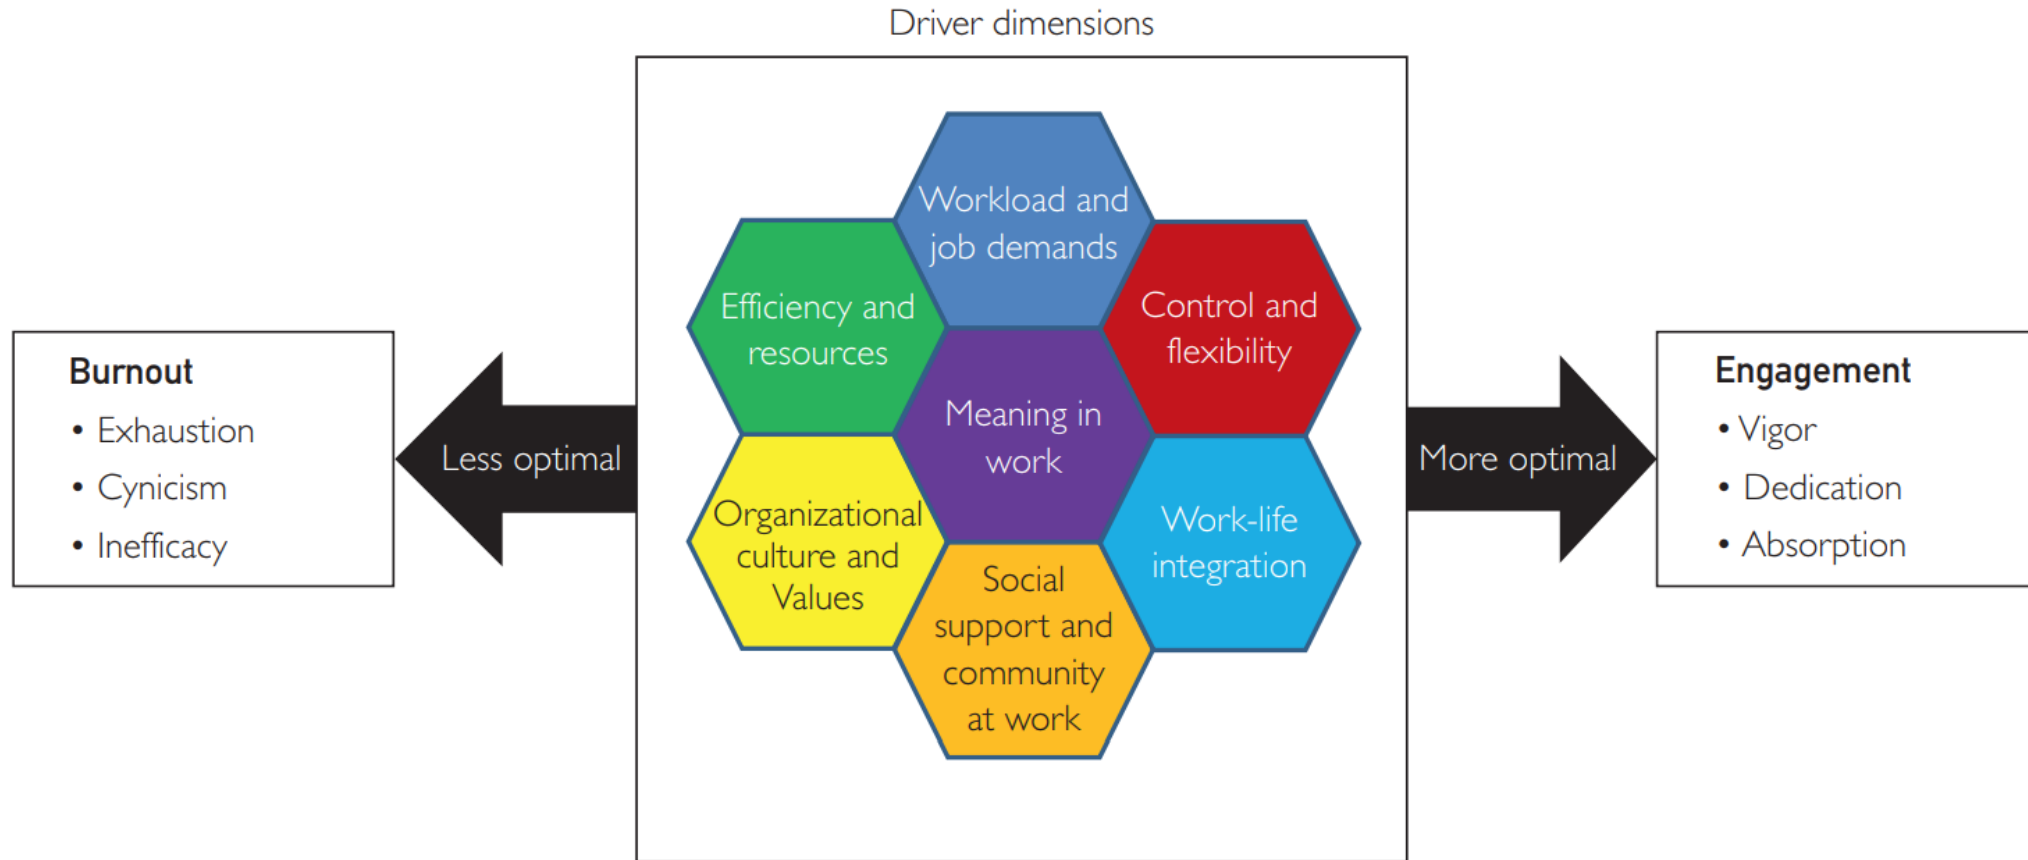 Driver dimensions
Workload and
job demands
Efficiency and
resources
Control and
flexibility
Meaning in
work
Organizational
culture and
Values
Work-life
integration
Social
support and
community
at work
Burnout
• Exhaustion
• Cynicism
• Inefficacy
Less optimal
More optimal
Engagement
• Vigor
• Dedication
• Absorption